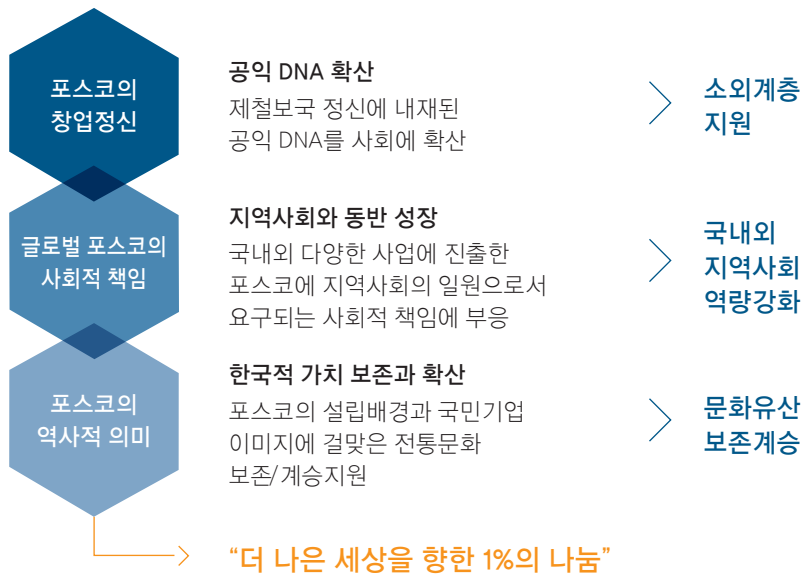 포스코의
창업정신
공익 DNA 확산
제철보국 정신에 내재된
공익 DNA를 사회에 확산
소외계층
지원
글로벌 포스코의
사회적 책임
지역사회와 동반 성장
국내외 다양한 사업에 진출한
포스코에 지역사회의 일원으로서
요구되는 사회적 책임에 부응
국내외
지역사회
역량강화
포스코의
역사적 의미
한국적 가치 보존과 확산
포스코의 설립배경과 국민기업
이미지에 걸맞은 전통문화
보존/계승지원
문화유산
보존계승
“더 나은 세상을 향한 1%의 나눔”